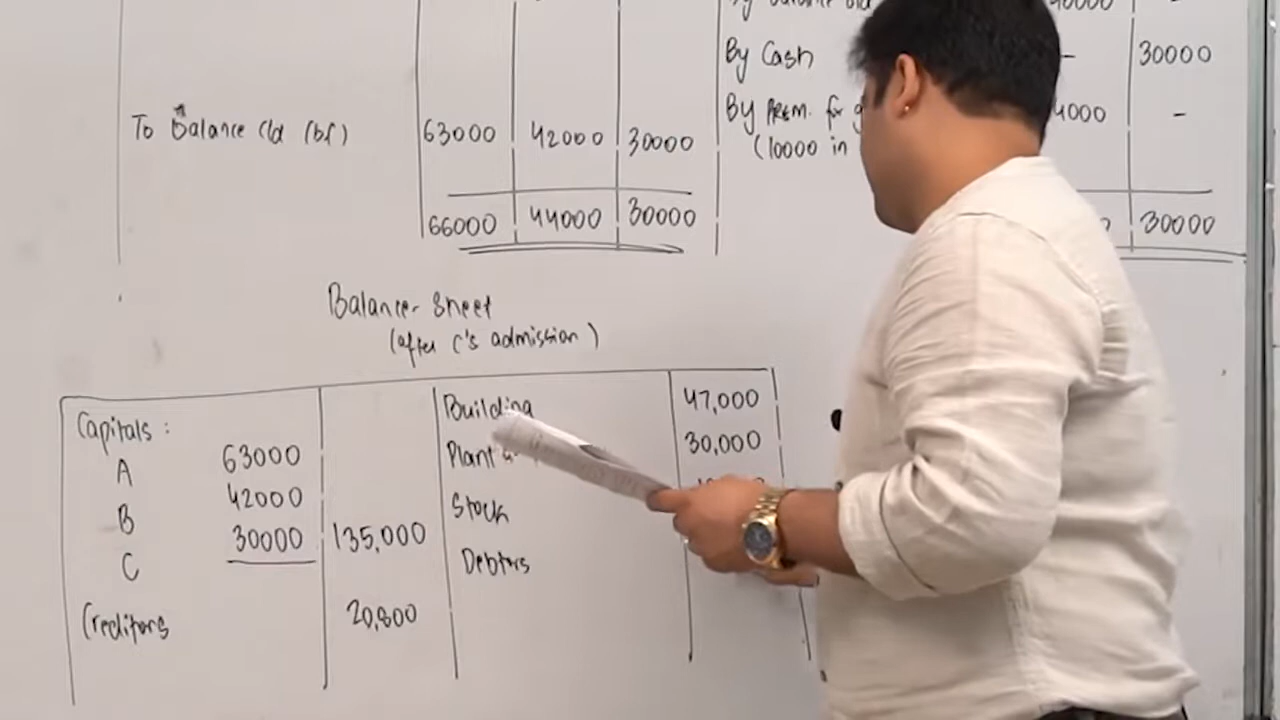 By Cash - 30000
By prem. for
4000 -
(10000 in
To Balance c/d (bf) 63000 42000 30000
66000 44000 30000
30000
Balance Sheet
(after C's admission)
Capitals :
A 63000
B 42000
C 30000 135,000
Creditors 20,800
Building 47,000
Plant 30,000
Stock
Debtors